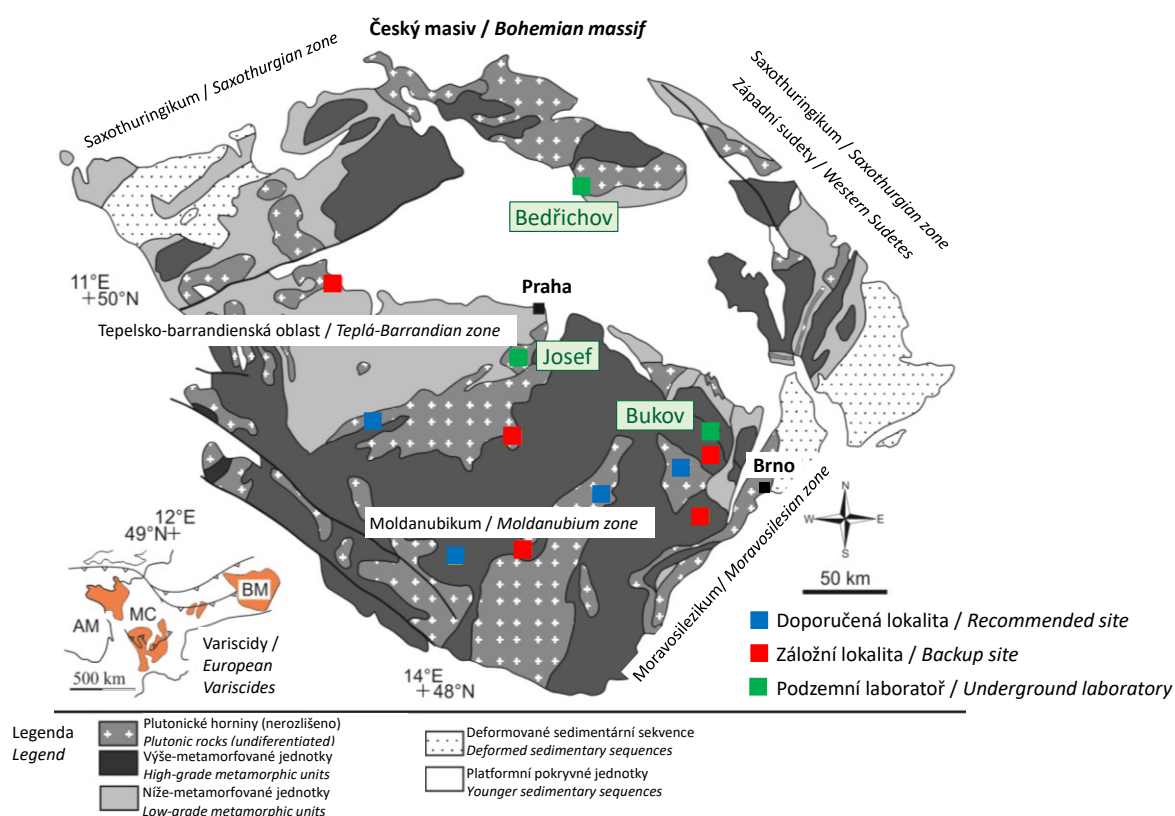 Český masiv / Bohemian massif
Saxothuringikum / Saxothurgian zone
Saxothuringikum / Saxothurgian zone
Západní sudety / Western Sudetes
Bedřichov
11°E
+50°N
Praha
Tepelsko-barrandienská oblast / Teplá-Barrandian zone
Josef
Bukov
Brno
Moldanubikum / Moldanubium zone
Moravosilezikum/ Moravosilesian zone
N
W
E
S
50 km
12°E
49°N+
BM
MC
AM
Variscidy /
European
Variscides
500 km
14°E
+48°N
Doporučená lokalita / Recommended site
Záložní lokalita / Backup site
Podzemní laboratoř / Underground laboratory
Legenda
Legend
Plutonické horniny (nerozlišeno)
Plutonic rocks (undiferentiated)
Výše-metamorfované jednotky
High-grade metamorphic units
Níže-metamorfované jednotky
Low-grade metamorphic units
Deformované sedimentární sekvence
Deformed sedimentary sequences
Platformní pokryvné jednotky
Younger sedimentary sequences